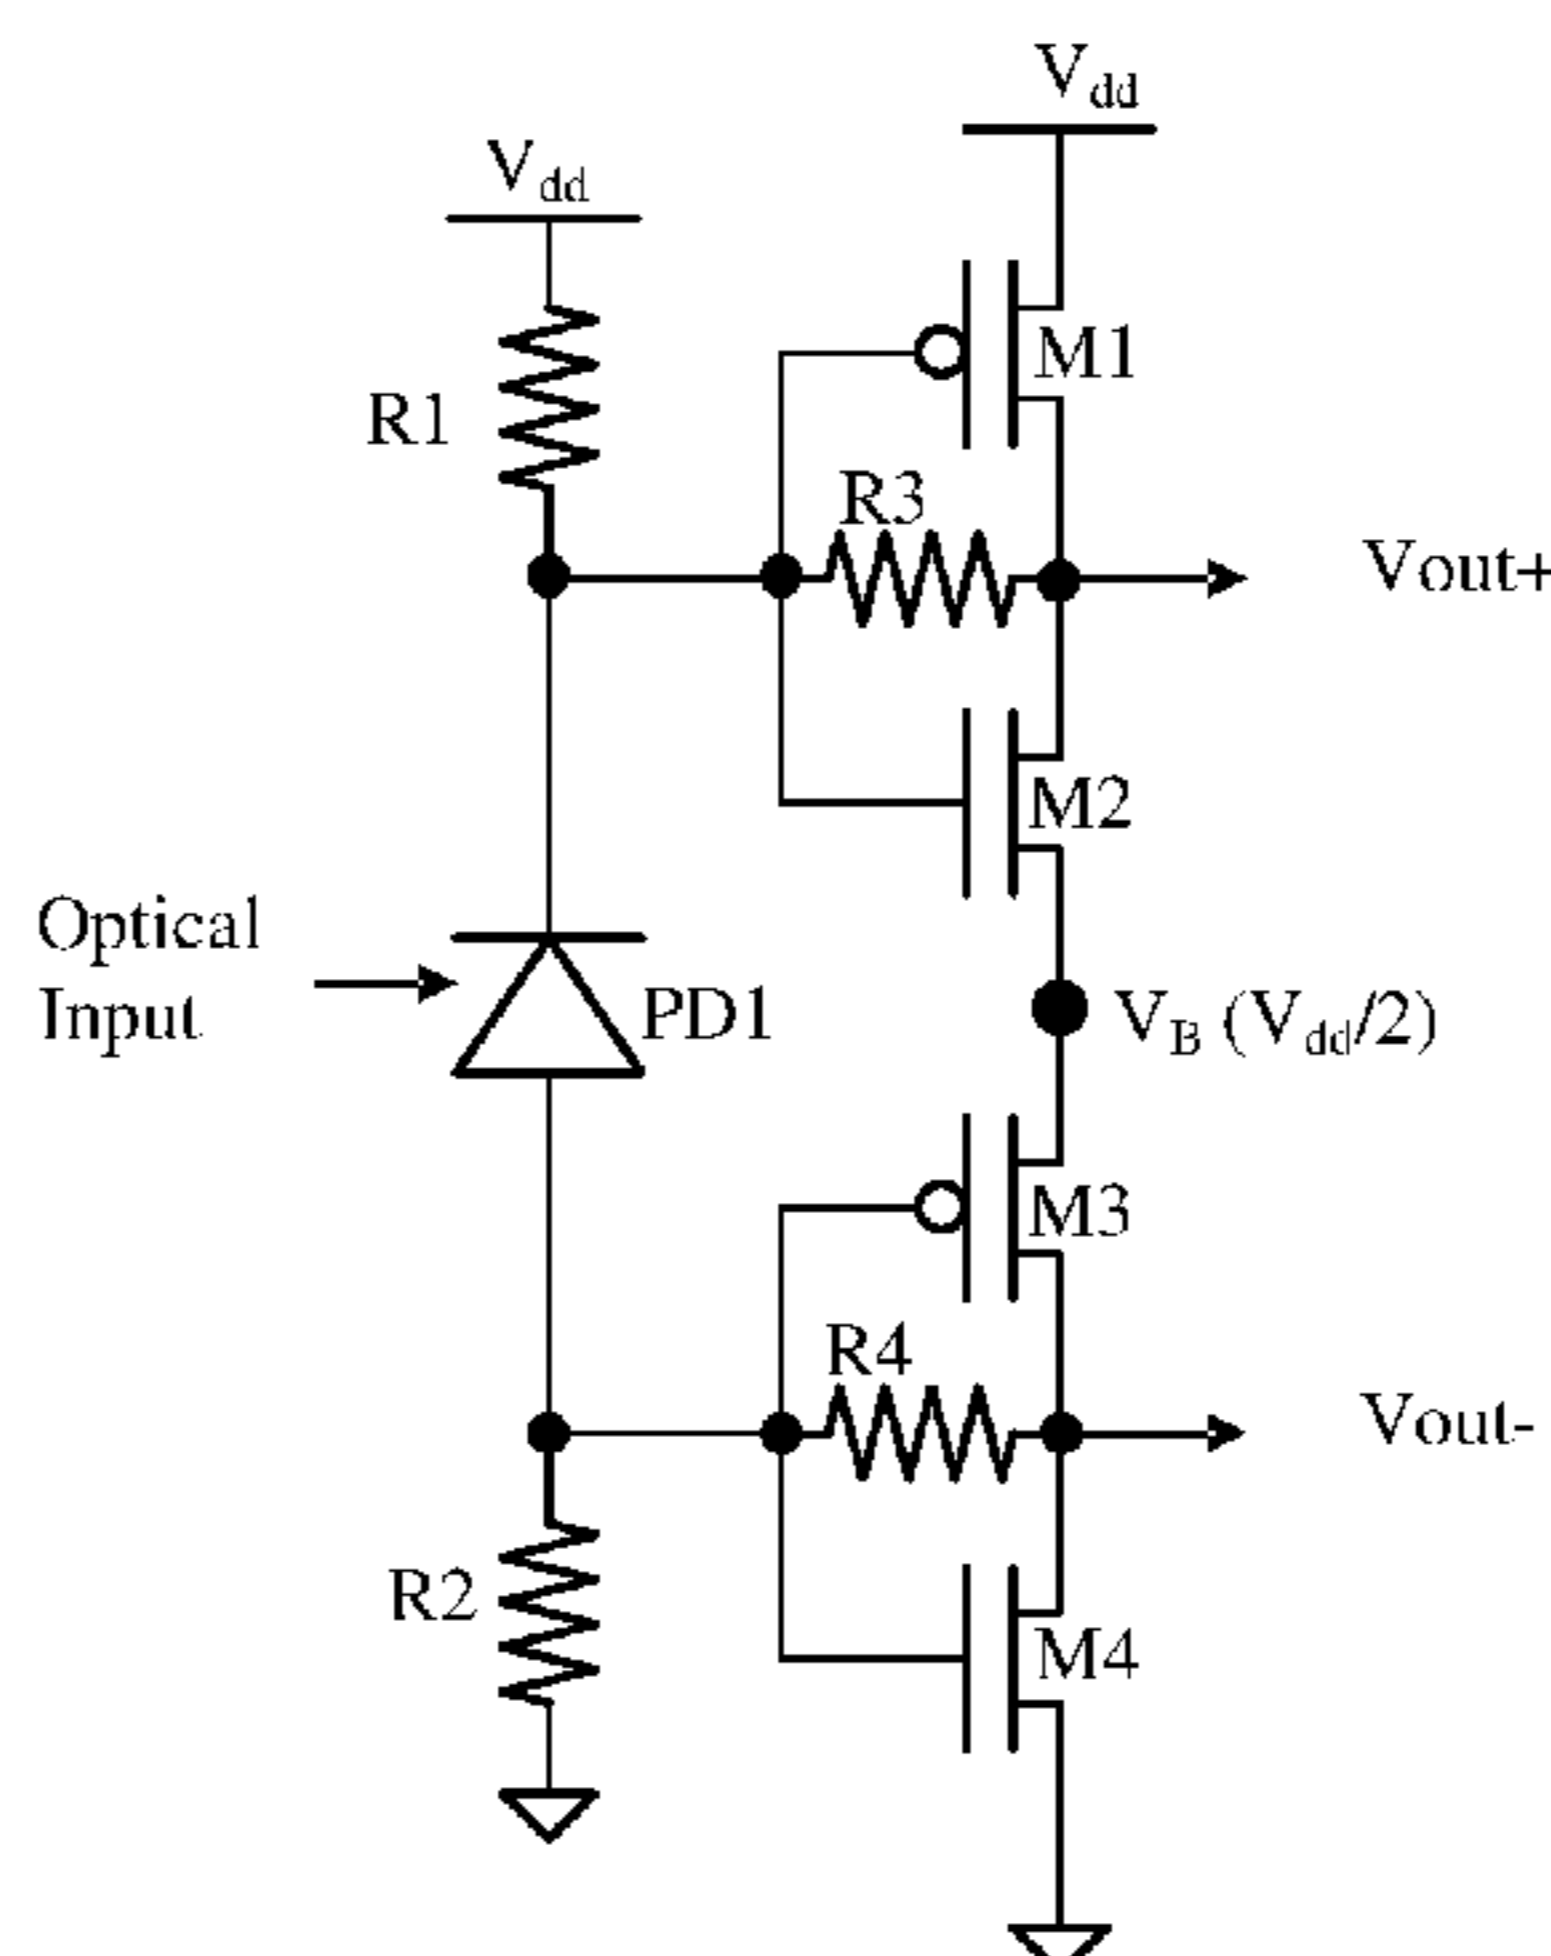 Vdd
Vdd
R1
M1
R3
Vout+
M2
Optical
Input
PD1
VB (Vdd/2)
M3
R4
Vout-
R2
M4